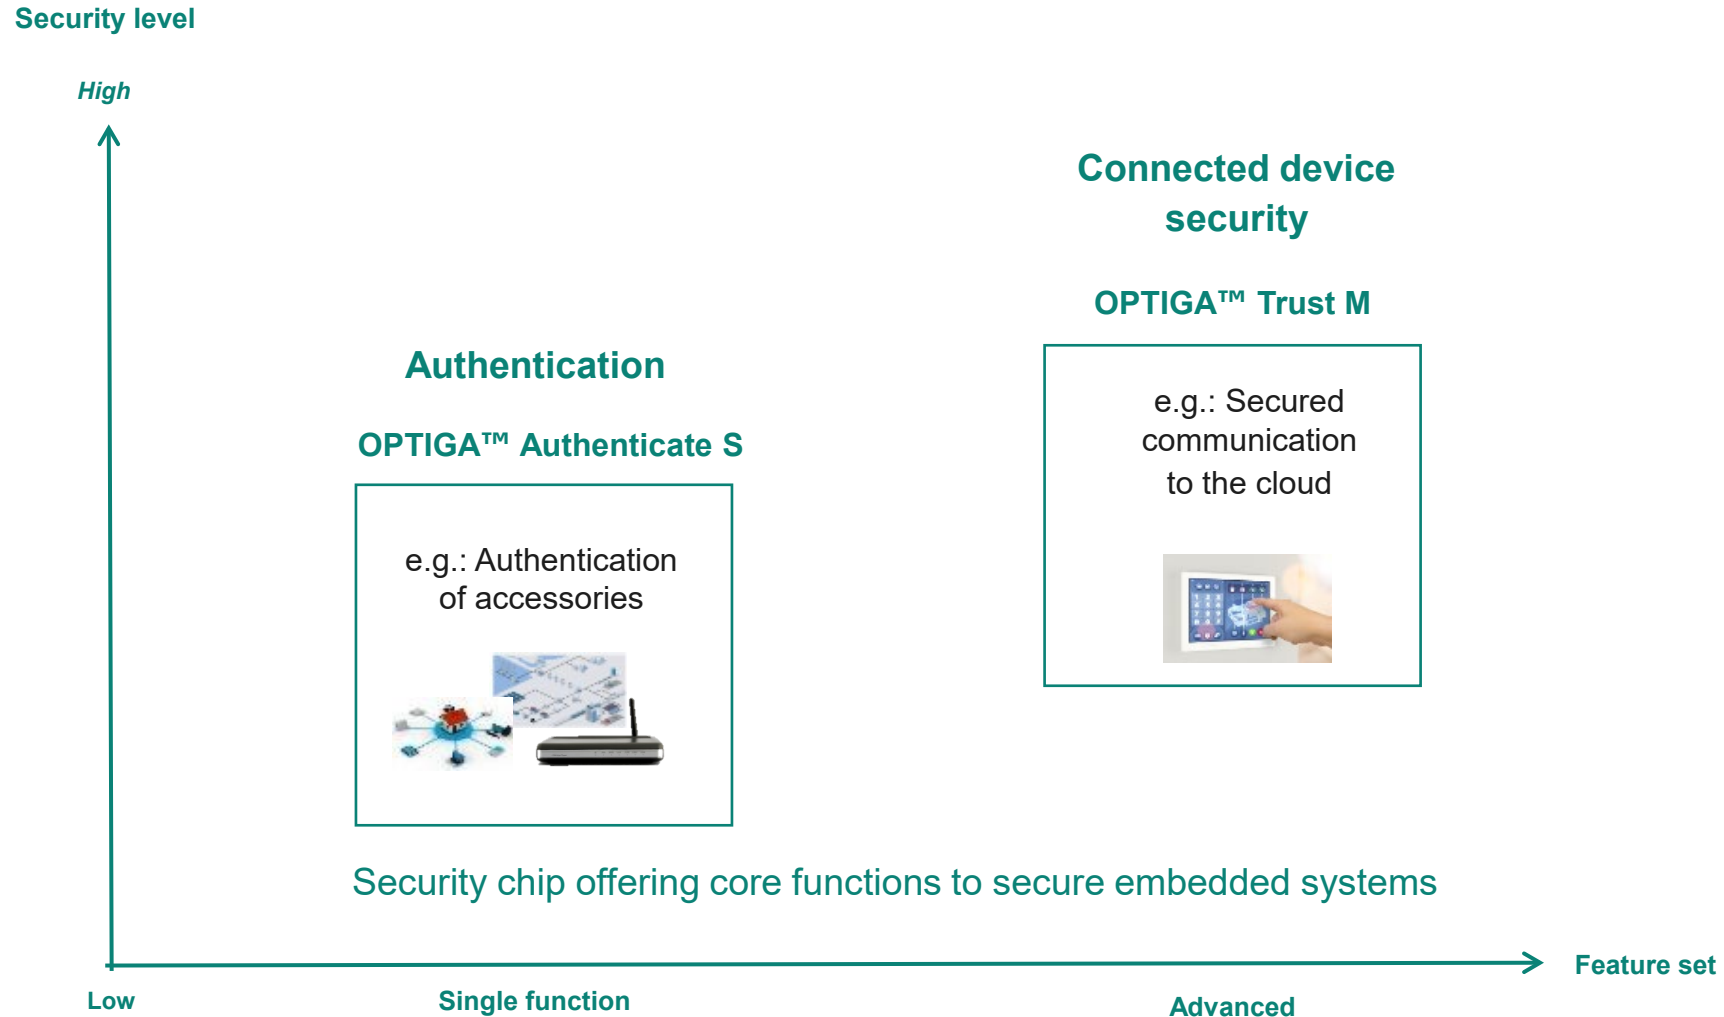 Security level
High
Connected device
security
OPTIGA™ Trust M
e.g.: Secured
communication
to the cloud
Authentication
OPTIGA™ Authenticate S
e.g.: Authentication
of accessories
Security chip offering core functions to secure embedded systems
Feature set
Low
Single function
Advanced